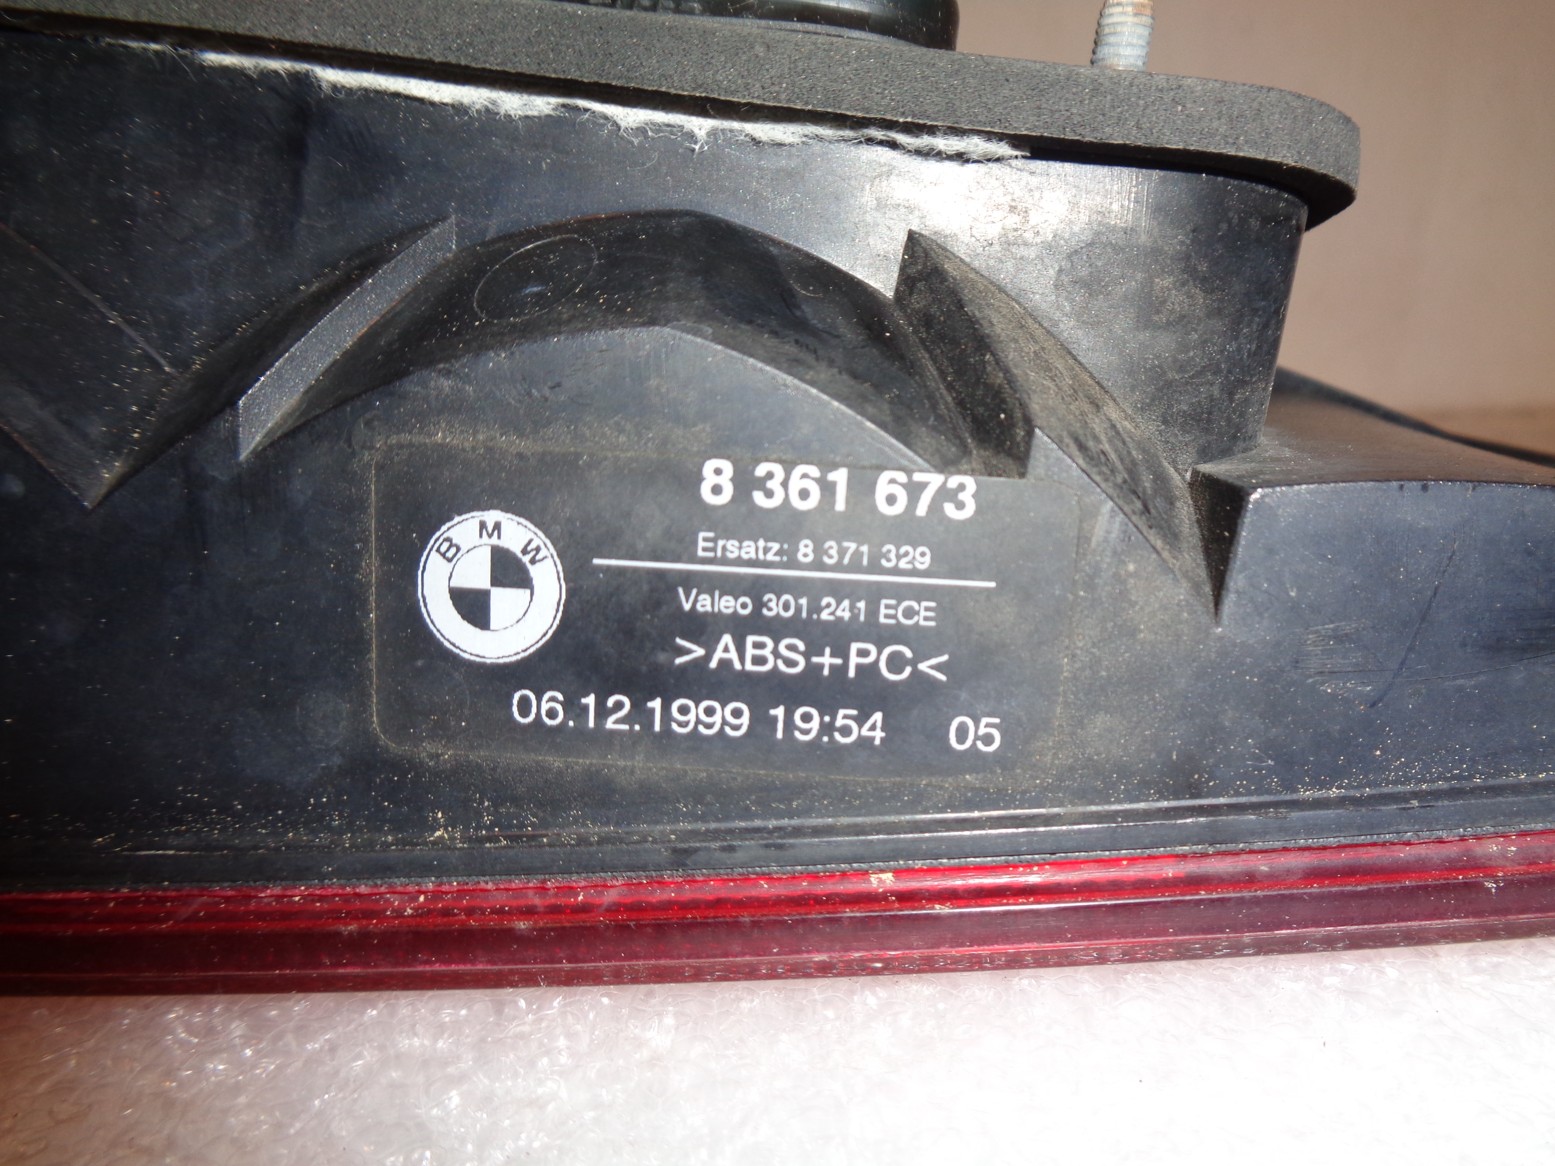 8 361 673
Ersatz: 8 371 329
BMW
Valeo 301.241 ECE
>ABS+PC<
06.12.1999 19:54 05